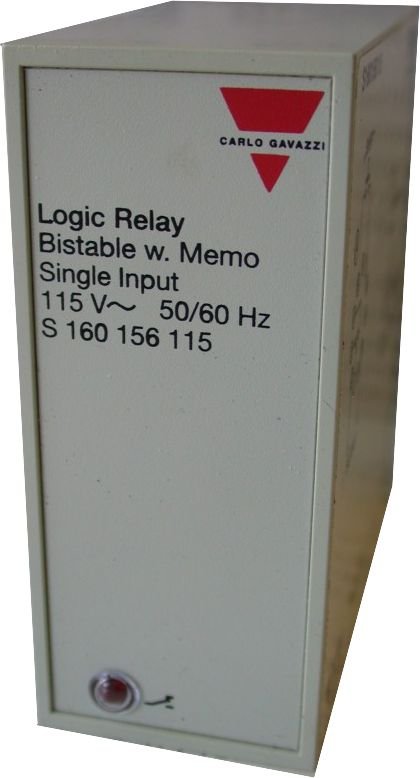 CARLO GAVAZZI
Logic Relay
Bistable w. Memo
Single Input
115 V～ 50/60 Hz
S 160 156 115